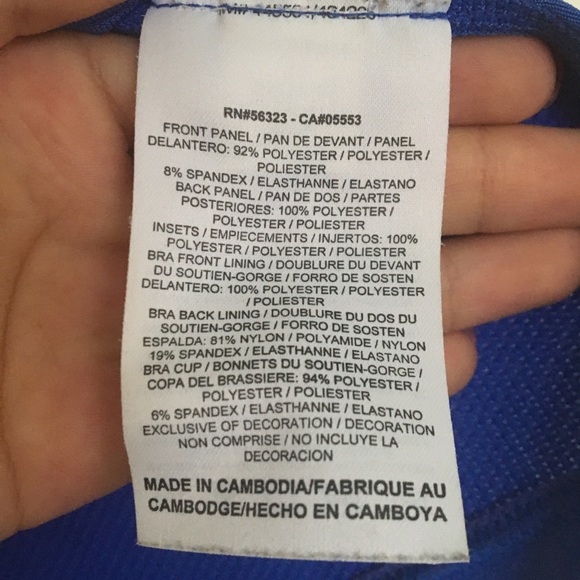 RN#56323 - CA#05553
FRONT PANEL / PAN DE DEVANT / PANEL
DELANTERO: 92% POLYESTER / POLYESTER /
POLIESTER
8% SPANDEX / ELASTHANNE / ELASTANO
BACK PANEL / PAN DE DOS / PARTES
POSTERIORES: 100% POLYESTER /
POLYESTER / POLIESTER
INSETS / EMPIECEMENTS / INJERTOS: 100%
POLYESTER / POLYESTER / POLIESTER
BRA FRONT LINING / DOUBLURE DU DEVANT
DU SOUTIEN-GORGE / FORRO DE SOSTEN
DELANTERO: 100% POLYESTER / POLYESTER
/ POLIESTER
BRA BACK LINING / DOUBLURE DU DOS DU
SOUTIEN-GORGE / FORRO DE SOSTEN
ESPALDA: 81% NYLON / POLYAMIDE / NYLON
19% SPANDEX / ELASTHANNE / ELASTANO
BRA CUP / BONNETS DU SOUTIEN-GORGE /
COPA DEL BRASSIERE: 94% POLYESTER /
POLYESTER / POLIESTER
6% SPANDEX / ELASTHANNE / ELASTANO
EXCLUSIVE OF DECORATION / DECORATION
NON COMPRISE / NO INCLUYE LA
DECORACION
MADE IN CAMBODIA/FABRIQUE AU
CAMBODGE/HECHO EN CAMBOYA